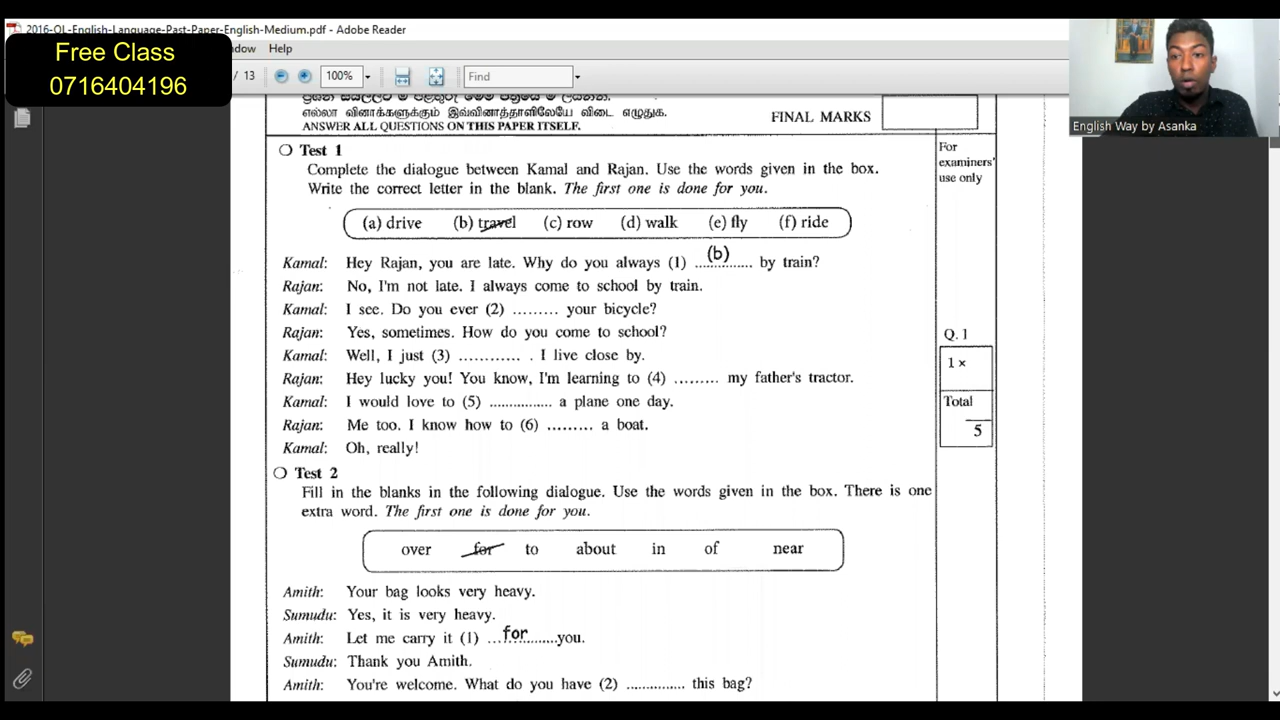 2016-OL-English-Language-Past-Paper-English-Medium.pdf - Adobe Reader
Free Class
0716404196
dow Help
/ 13 100% Find
English Way by Asanka
எல்லா வினாக்களுக்கும் இவ்வினாத்தாளிலேயே விடை எழுதுக.
ANSWER ALL QUESTIONS ON THIS PAPER ITSELF.
FINAL MARKS
For
examiners'
use only
Test 1
Complete the dialogue between Kamal and Rajan. Use the words given in the box.
Write the correct letter in the blank. The first one is done for you.
(a) drive (b) travel (c) row (d) walk (e) fly (f) ride
Kamal: Hey Rajan, you are late. Why do you always (1) ....(b).... by train?
Rajan: No, I'm not late. I always come to school by train.
Kamal: I see. Do you ever (2) ......... your bicycle?
Rajan: Yes, sometimes. How do you come to school?
Kamal: Well, I just (3) ............ . I live close by.
Rajan: Hey lucky you! You know, I'm learning to (4) ......... my father's tractor.
Kamal: I would love to (5) ............... a plane one day.
Rajan: Me too. I know how to (6) ......... a boat.
Kamal: Oh, really!
Q. 1
1 ×
Total
5
Test 2
Fill in the blanks in the following dialogue. Use the words given in the box. There is one
extra word. The first one is done for you.
over for to about in of near
Amith: Your bag looks very heavy.
Sumudu: Yes, it is very heavy.
Amith: Let me carry it (1) ...for.......you.
Sumudu: Thank you Amith.
Amith: You're welcome. What do you have (2) .............. this bag?